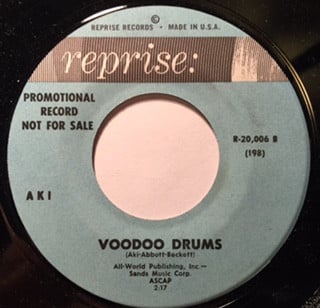 ©
REPRISE RECORDS • MADE IN U.S.A.
reprise:
PROMOTIONAL
RECORD
NOT FOR SALE
R-20,006 B
(198)
AKI
VOODOO DRUMS
(Aki-Abbott-Beckett)
All-World Publishing, Inc —
Sands Music Corp.
ASCAP
2:17